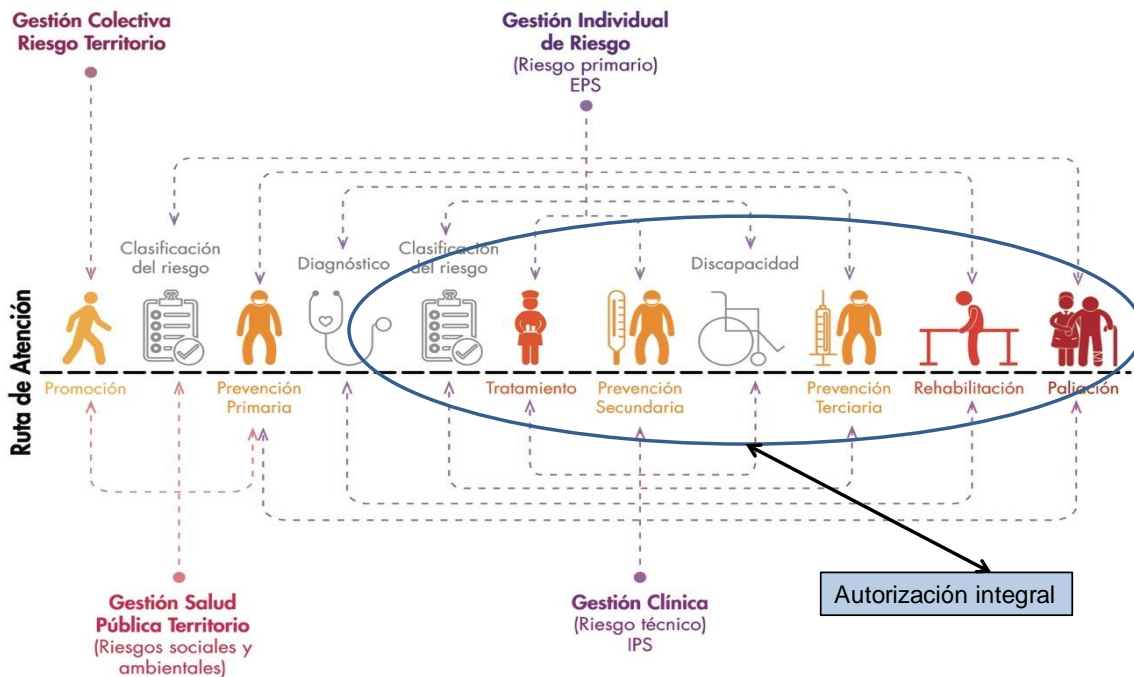 Gestión Colectiva
Riesgo Territorio
Gestión Individual
de Riesgo
(Riesgo primario)
EPS
Clasificación
del riesgo
Diagnóstico
Clasificación
del riesgo
Discapacidad
Ruta de Atención
Promoción
Prevención
Primaria
Tratamiento
Prevención
Secundaria
Prevención
Terciaria
Rehabilitación
Paliación
Gestión Salud
Pública Territorio
(Riesgos sociales y
ambientales)
Gestión Clínica
(Riesgo técnico)
IPS
Autorización integral